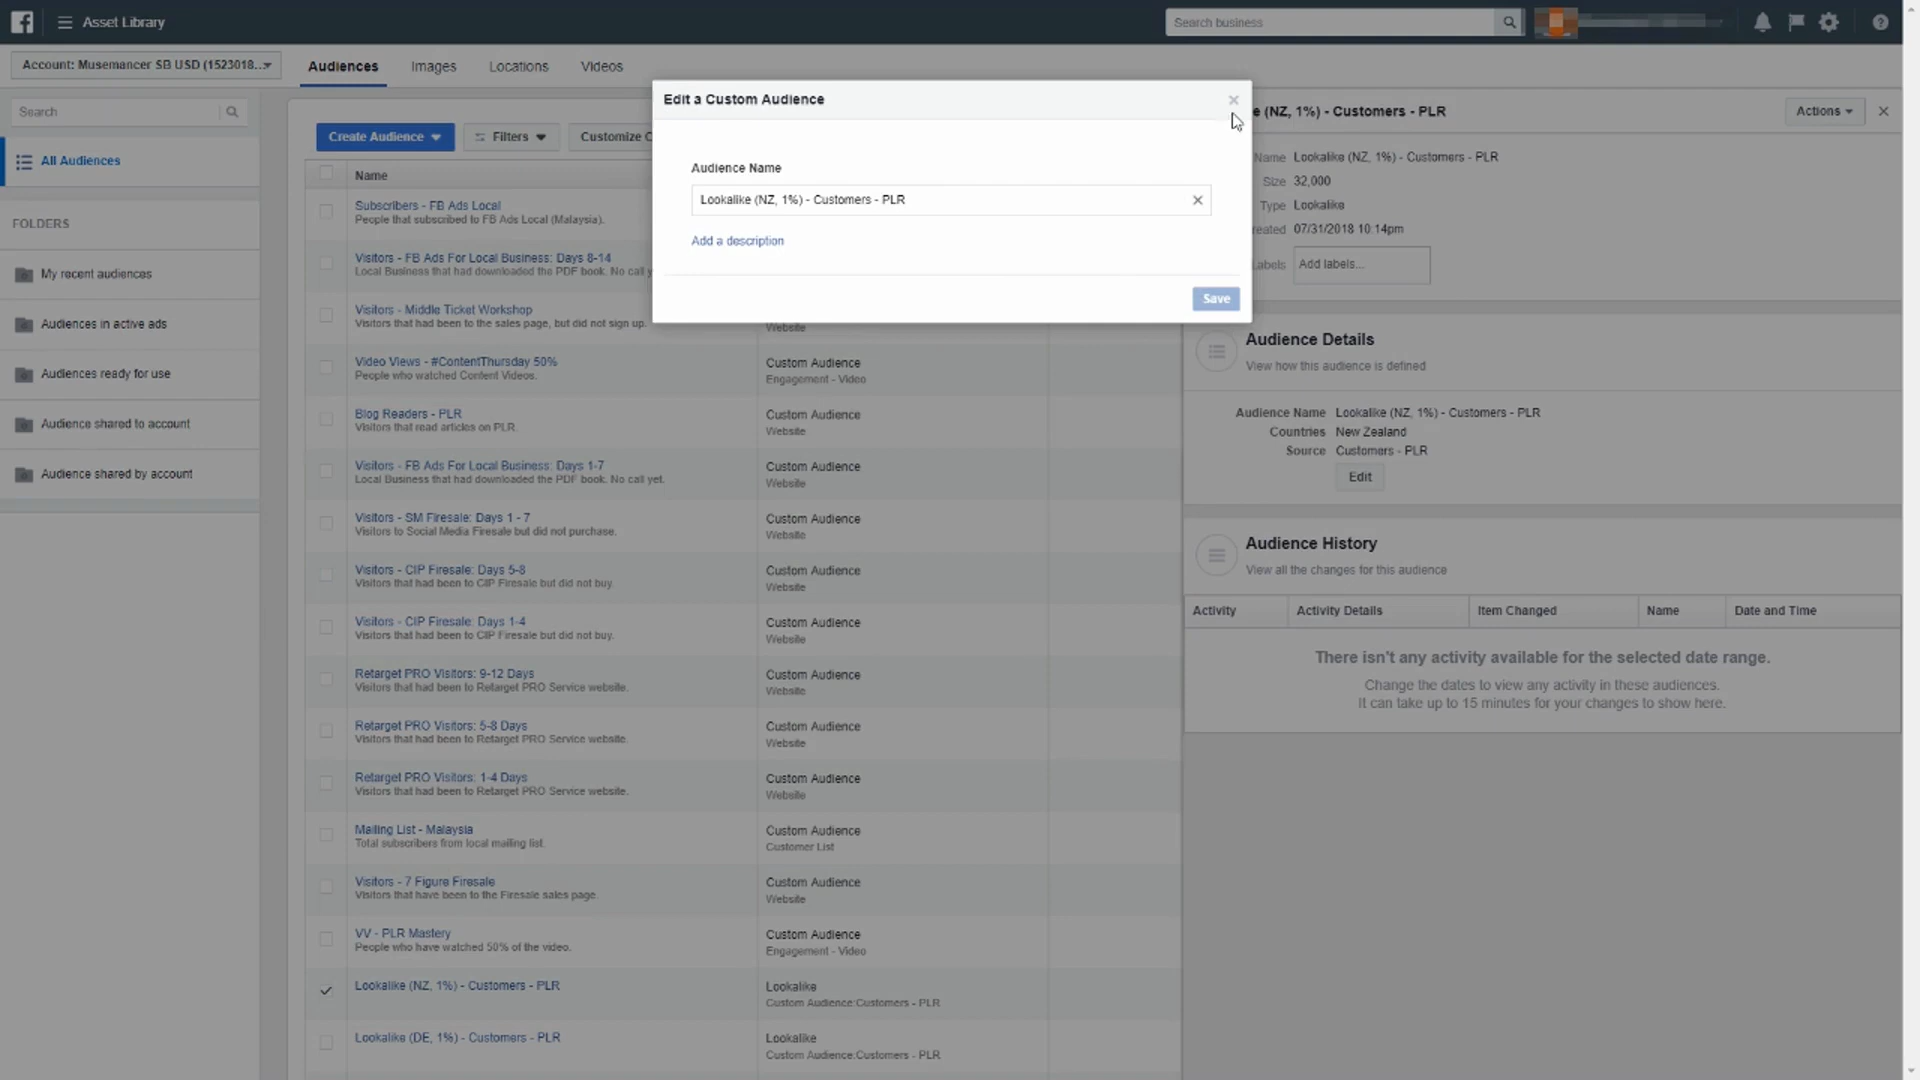 Asset Library
Search business
Account: Musemancer SB USD (1523018...
Audiences
Images
Locations
Videos
Search
All Audiences
FOLDERS
My recent audiences
Audiences in active ads
Audiences ready for use
Audience shared to account
Audience shared by account
Create Audience
Filters
Customize C
Name
Subscribers - FB Ads Local
People that subscribed to FB Ads Local (Malaysia).
Visitors - FB Ads For Local Business: Days 8-14
Local Business that had downloaded the PDF book. No call y
Visitors - Middle Ticket Workshop
Visitors that had been to the sales page, but did not sign up.
Website
Video Views - #ContentThursday 50%
People who watched Content Videos.
Custom Audience
Engagement - Video
Blog Readers - PLR
Visitors that read articles on PLR.
Custom Audience
Website
Visitors - FB Ads For Local Business: Days 1-7
Local Business that had downloaded the PDF book. No call yet.
Custom Audience
Website
Visitors - SM Firesale: Days 1 - 7
Visitors to Social Media Firesale but did not purchase.
Custom Audience
Website
Visitors - CIP Firesale: Days 5-8
Visitors that had been to CIP Firesale but did not buy.
Custom Audience
Website
Visitors - CIP Firesale: Days 1-4
Visitors that had been to CIP Firesale but did not buy.
Custom Audience
Website
Retarget PRO Visitors: 9-12 Days
Visitors that had been to Retarget PRO Service website.
Custom Audience
Website
Retarget PRO Visitors: 5-8 Days
Visitors that had been to Retarget PRO Service website.
Custom Audience
Website
Retarget PRO Visitors: 1-4 Days
Visitors that had been to Retarget PRO Service website.
Custom Audience
Website
Mailing List - Malaysia
Total subscribers from local mailing list.
Custom Audience
Customer List
Visitors - 7 Figure Firesale
Visitors that have been to the Firesale sales page.
Custom Audience
Website
VV - PLR Mastery
People who have watched 50% of the video.
Custom Audience
Engagement - Video
Lookalike (NZ, 1%) - Customers - PLR
Lookalike
Custom Audience:Customers - PLR
Lookalike (DE, 1%) - Customers - PLR
Lookalike
Custom Audience:Customers - PLR
Edit a Custom Audience
Audience Name
Lookalike (NZ, 1%) - Customers - PLR
Add a description
Save
e (NZ, 1%) - Customers - PLR
Actions
Name Lookalike (NZ, 1%) - Customers - PLR
Size 32,000
Type Lookalike
reated 07/31/2018 10:14pm
Labels Add labels...
Audience Details
View how this audience is defined
Audience Name Lookalike (NZ, 1%) - Customers - PLR
Countries New Zealand
Source Customers - PLR
Edit
Audience History
View all the changes for this audience
Activity
Activity Details
Item Changed
Name
Date and Time
There isn't any activity available for the selected date range.
Change the dates to view any activity in these audiences.
It can take up to 15 minutes for your changes to show here.